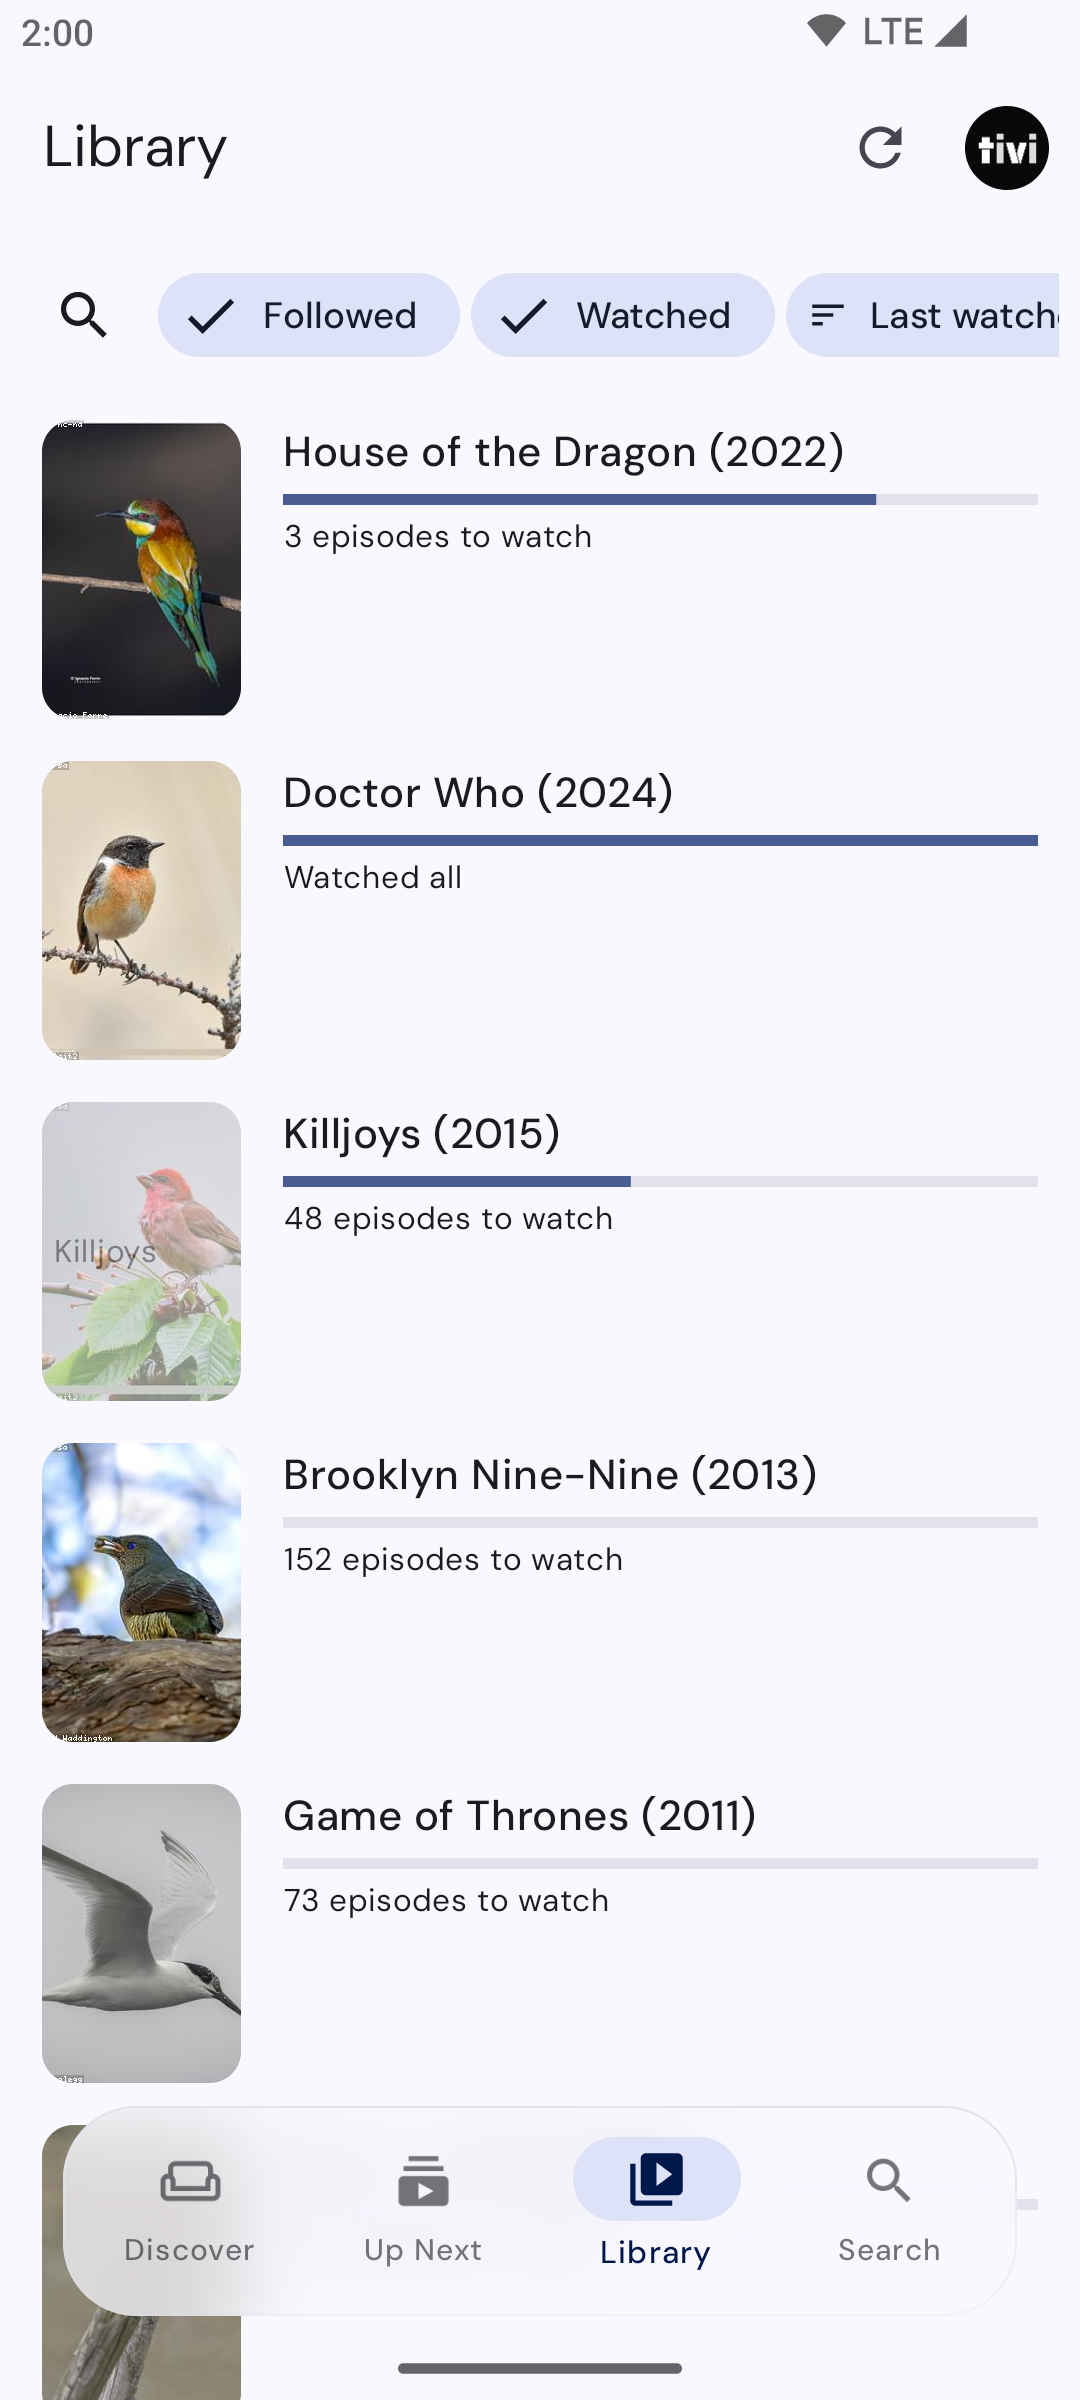 2:00
LTE
Library
tivi
Followed
Watched
Last watch
House of the Dragon (2022)
3 episodes to watch
Doctor Who (2024)
Watched all
Killjoys (2015)
48 episodes to watch
Killjoys
Brooklyn Nine-Nine (2013)
152 episodes to watch
Waddington
Game of Thrones (2011)
73 episodes to watch
Discover
Up Next
Library
Search